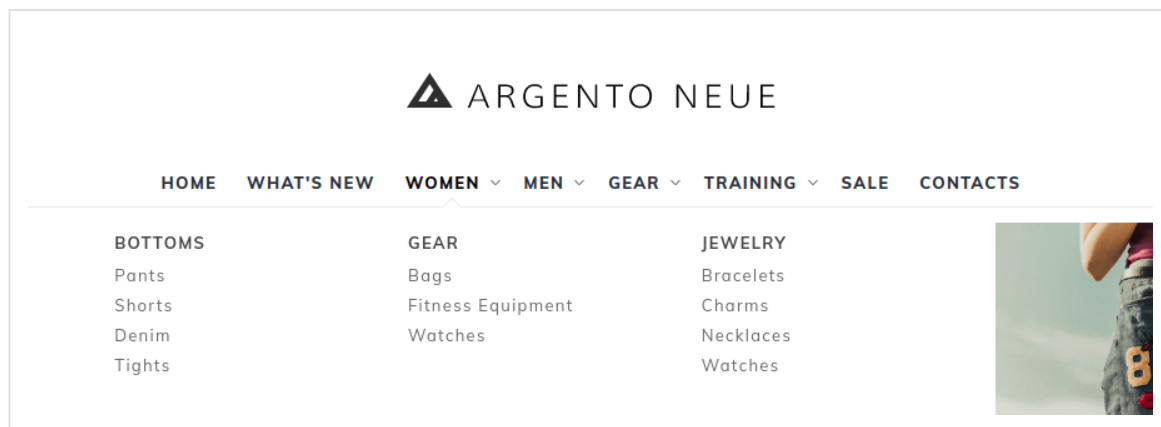 ARGENTO NEUE
HOME WHAT'S NEW WOMEN MEN GEAR TRAINING SALE CONTACTS
BOTTOMS
Pants
Shorts
Denim
Tights
GEAR
Bags
Fitness Equipment
Watches
JEWELRY
Bracelets
Charms
Necklaces
Watches
8